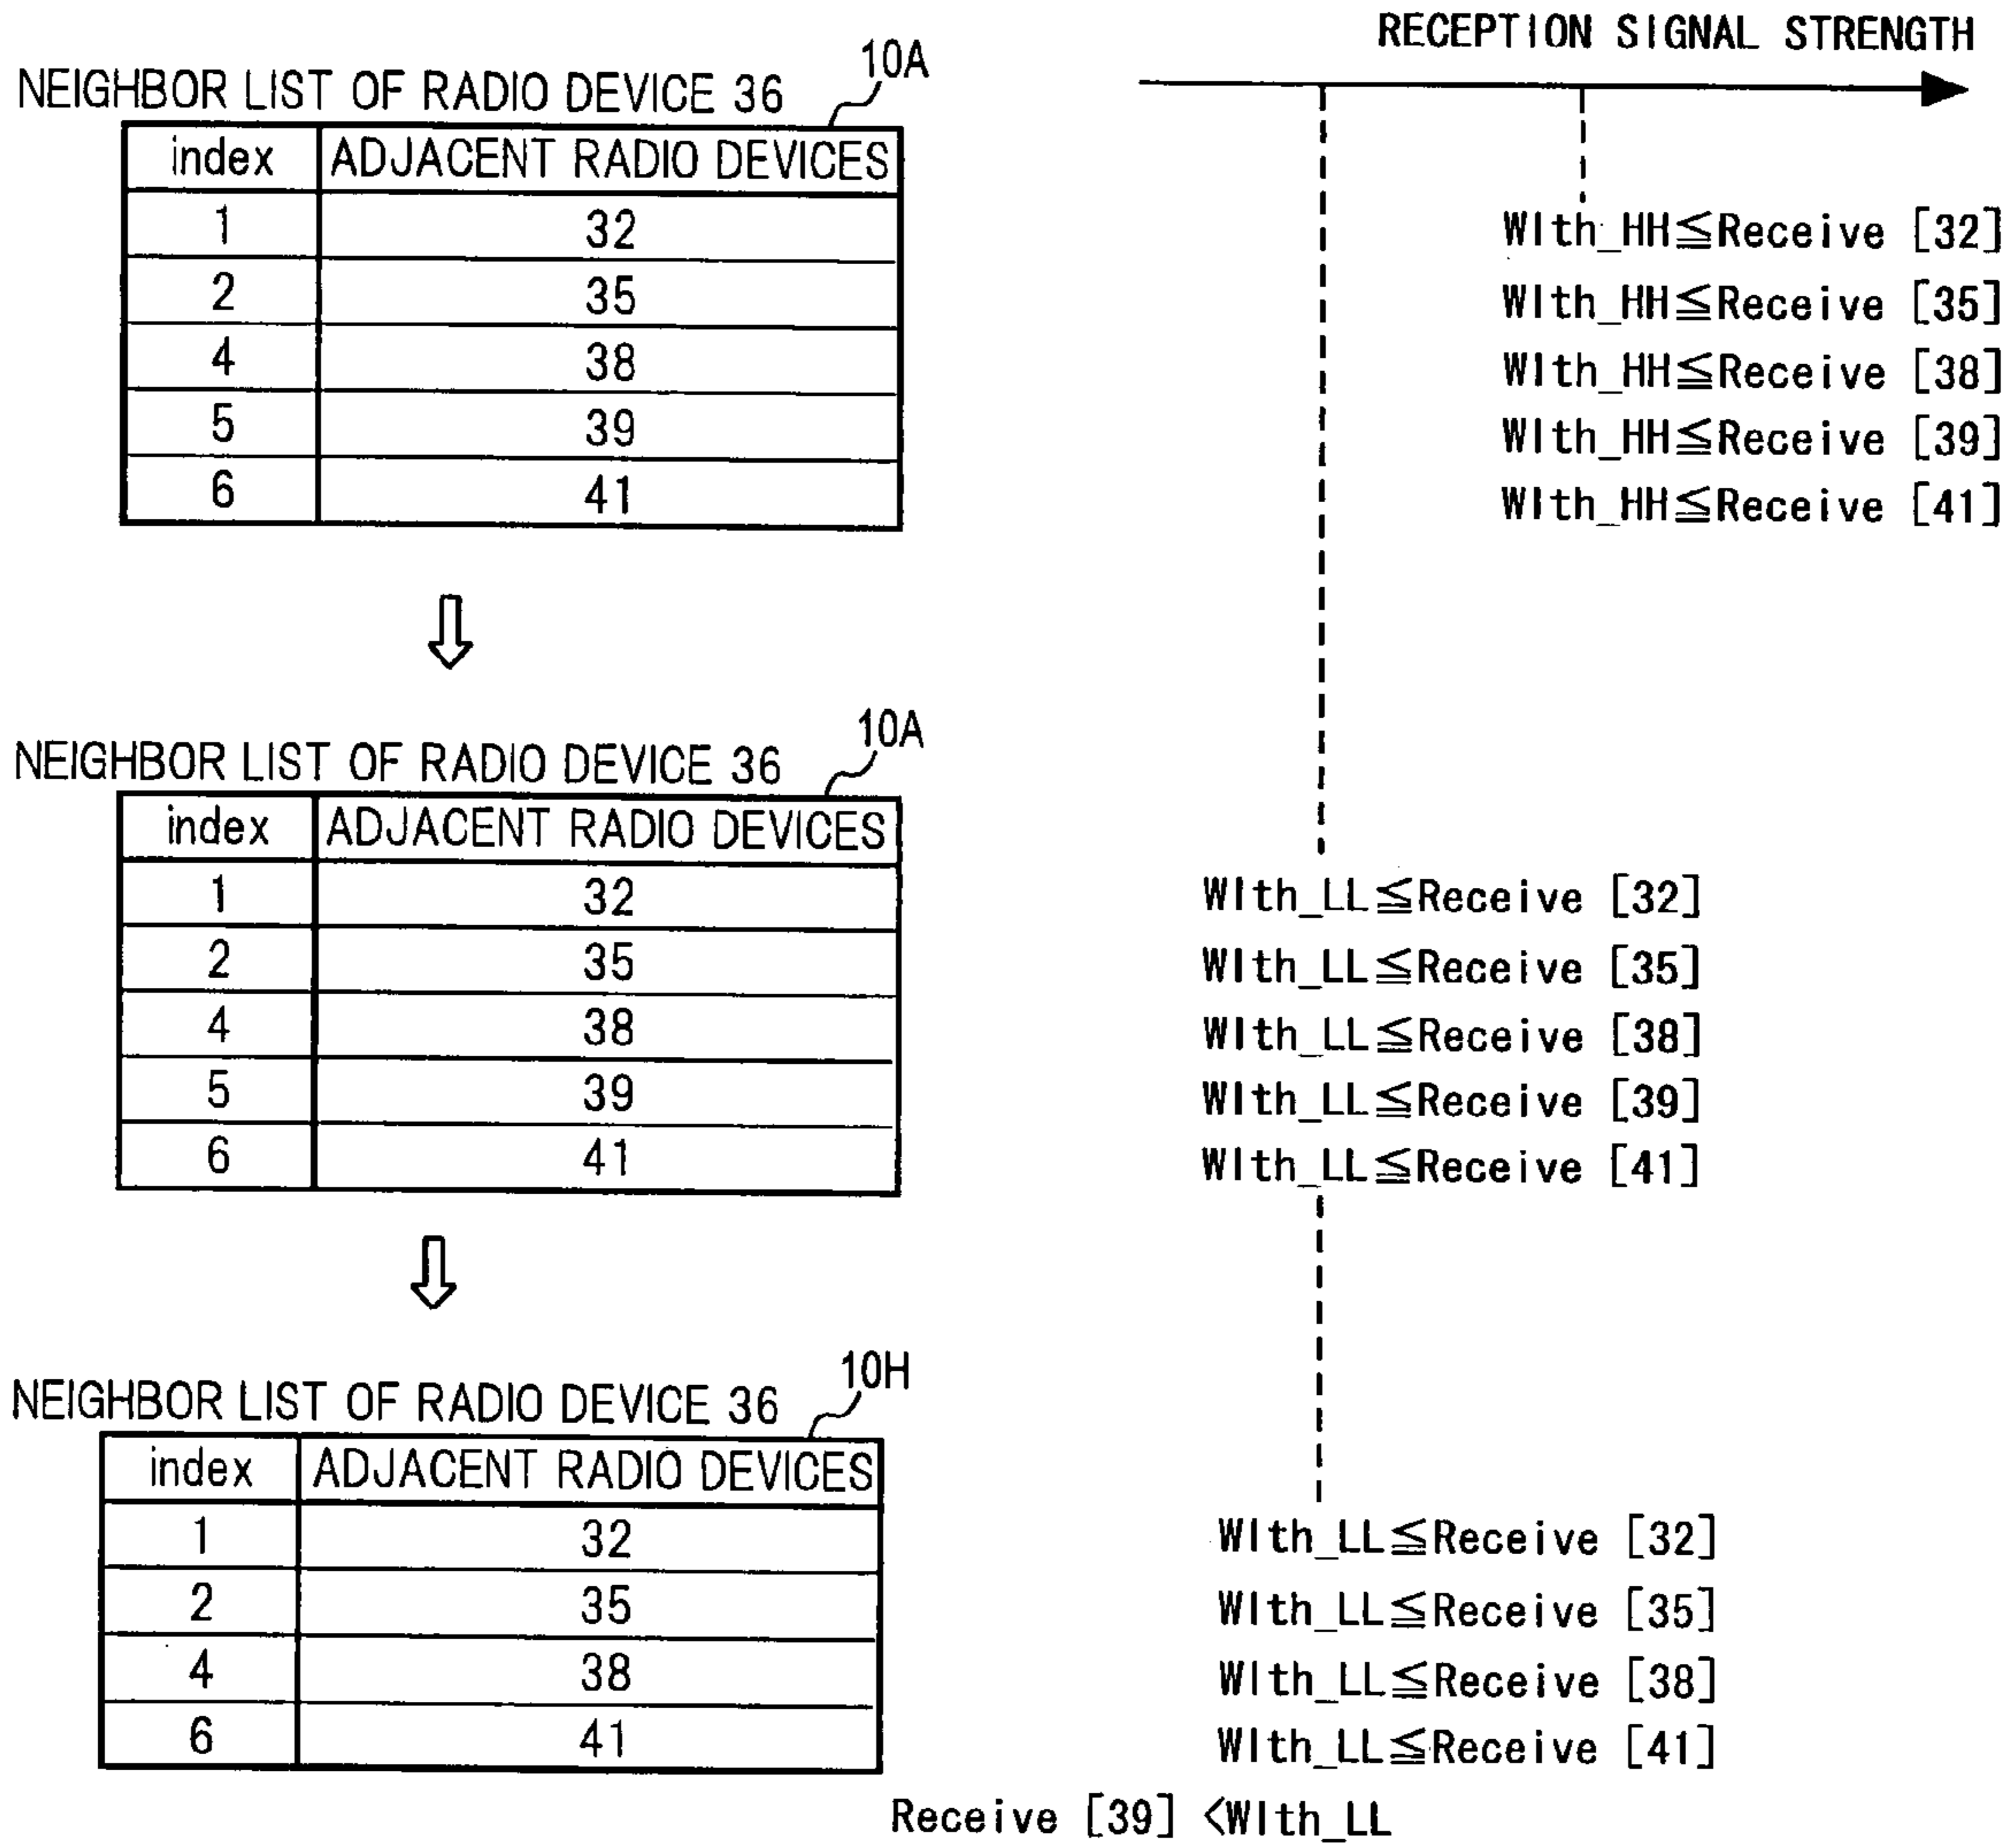 RECEPTION SIGNAL STRENGTH
10A
NEIGHBOR LIST OF RADIO DEVICE 36
index ADJACENT RADIO DEVICES
1 32
2 35
4 38
5 39
6 41
WIth_HH≦Receive [32]
WIth_HH≦Receive [35]
WIth_HH≦Receive [38]
WIth_HH≦Receive [39]
WIth_HH≦Receive [41]
10A
NEIGHBOR LIST OF RADIO DEVICE 36
index ADJACENT RADIO DEVICES
1 32
2 35
4 38
5 39
6 41
WIth_LL≦Receive [32]
WIth_LL≦Receive [35]
WIth_LL≦Receive [38]
WIth_LL≦Receive [39]
WIth_LL≦Receive [41]
10H
NEIGHBOR LIST OF RADIO DEVICE 36
index ADJACENT RADIO DEVICES
1 32
2 35
4 38
6 41
WIth_LL≦Receive [32]
WIth_LL≦Receive [35]
WIth_LL≦Receive [38]
WIth_LL≦Receive [41]
Receive [39] <WIth_LL